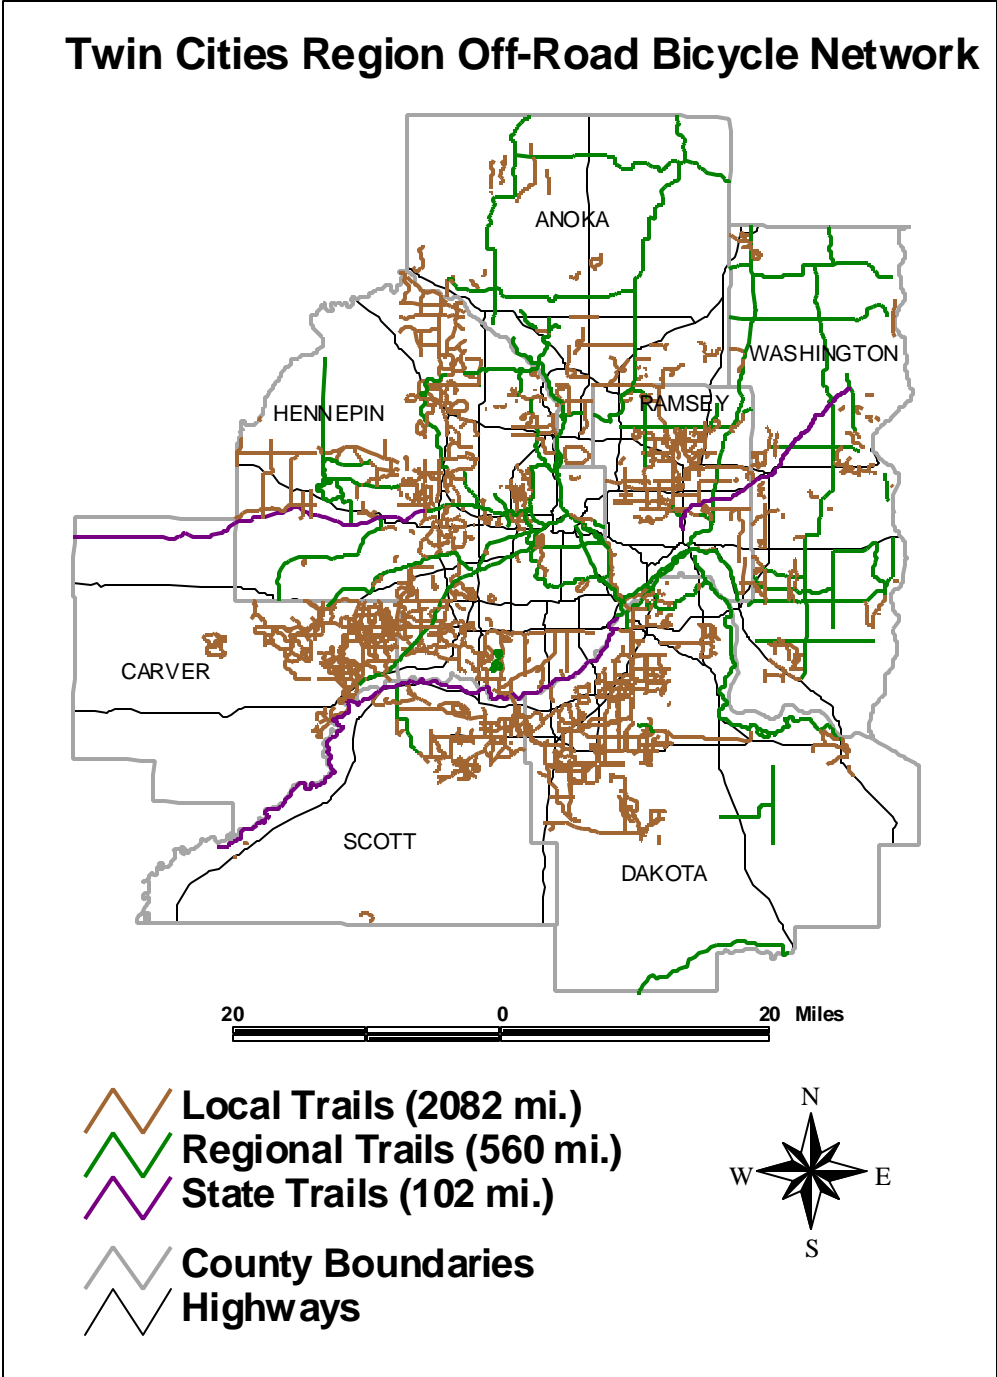 Twin Cities Region Off-Road Bicycle Network
ANOKA
WASHINGTON
HENNEPIN
RAMSEY
CARVER
SCOTT
DAKOTA
20 0 20 Miles
Local Trails (2082 mi.)
Regional Trails (560 mi.)
State Trails (102 mi.)
County Boundaries
Highways
N
W E
S